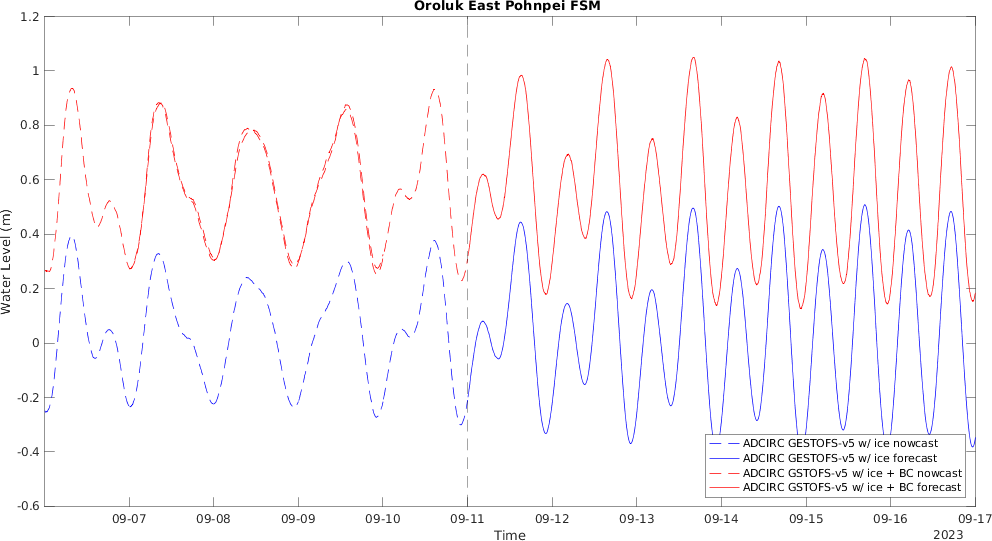 Oroluk East Pohnpei FSM
1.2
1
0.8
0.6
0.4
0.2
0
-0.2
-0.4
-0.6
Water Level (m)
ADCIRC GESTOFS-v5 w/ ice nowcast
ADCIRC GESTOFS-v5 w/ ice forecast
ADCIRC GSTOFS-v5 w/ ice + BC nowcast
ADCIRC GSTOFS-v5 w/ ice + BC forecast
09-07 09-08 09-09 09-10 09-11 09-12 09-13 09-14 09-15 09-16 09-17
Time
2023